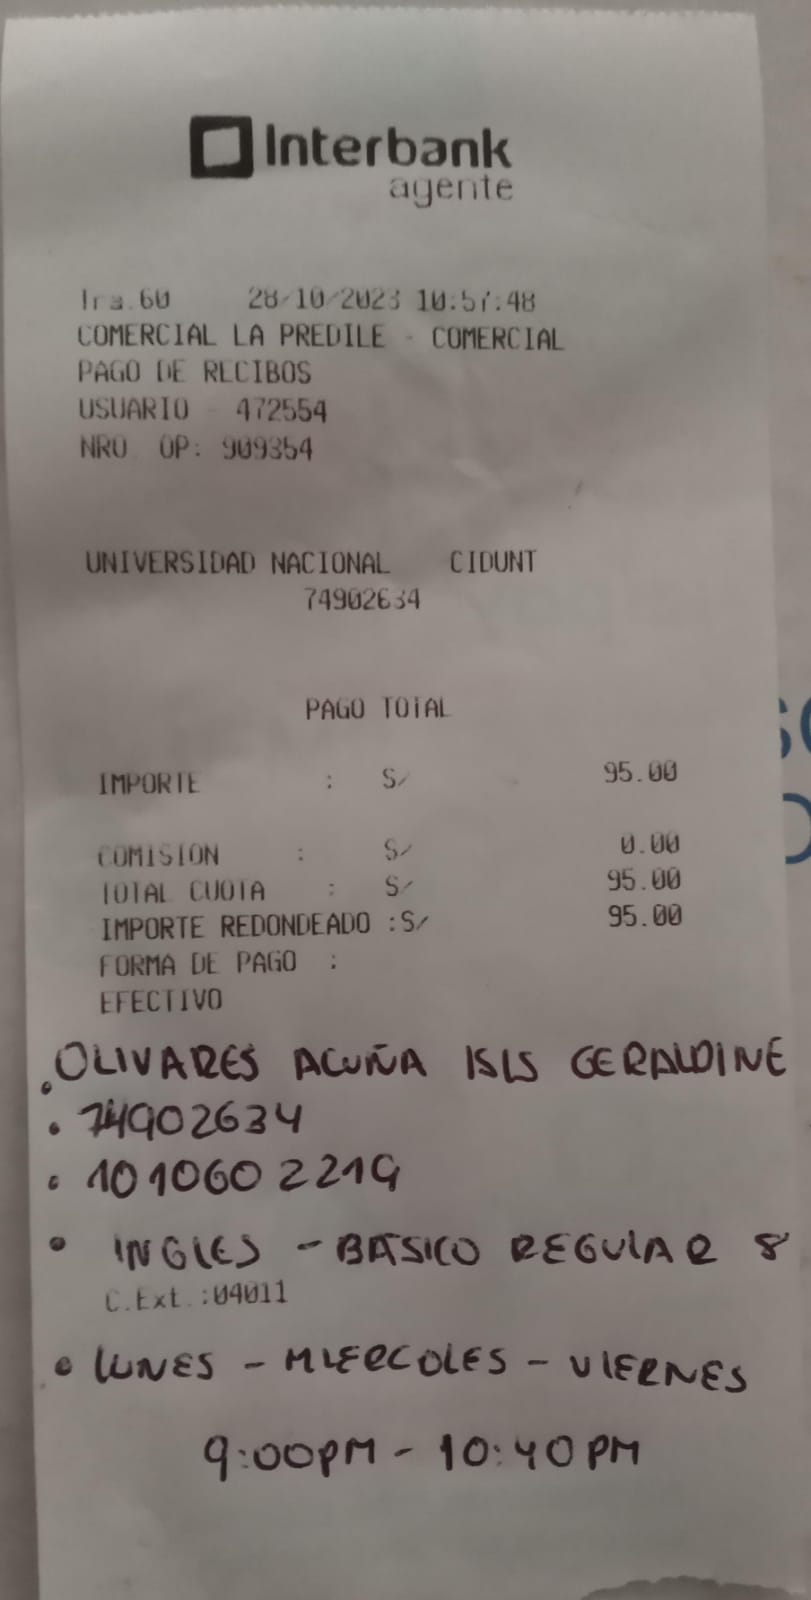 Interbank
agente
Tra.60 28/10/2023 10:57:48
COMERCIAL LA PREDILE - COMERCIAL
PAGO DE RECIBOS
USUARIO - 472554
NRO. OP: 909354
UNIVERSIDAD NACIONAL CIDUNT
74902634
PAGO TOTAL
IMPORTE : S/ 95.00
COMISION : S/ 0.00
TOTAL CUOTA : S/ 95.00
IMPORTE REDONDEADO :S/ 95.00
FORMA DE PAGO :
EFECTIVO
. OLIVARES ACUÑA ISIS GERALDINE
• 74902634
• 1010602219
• INGLES - BÁSICO REGULAR 8
C.Ext.:04011
• LUNES - MIERCOLES - VIERNES
9:00PM - 10:40PM